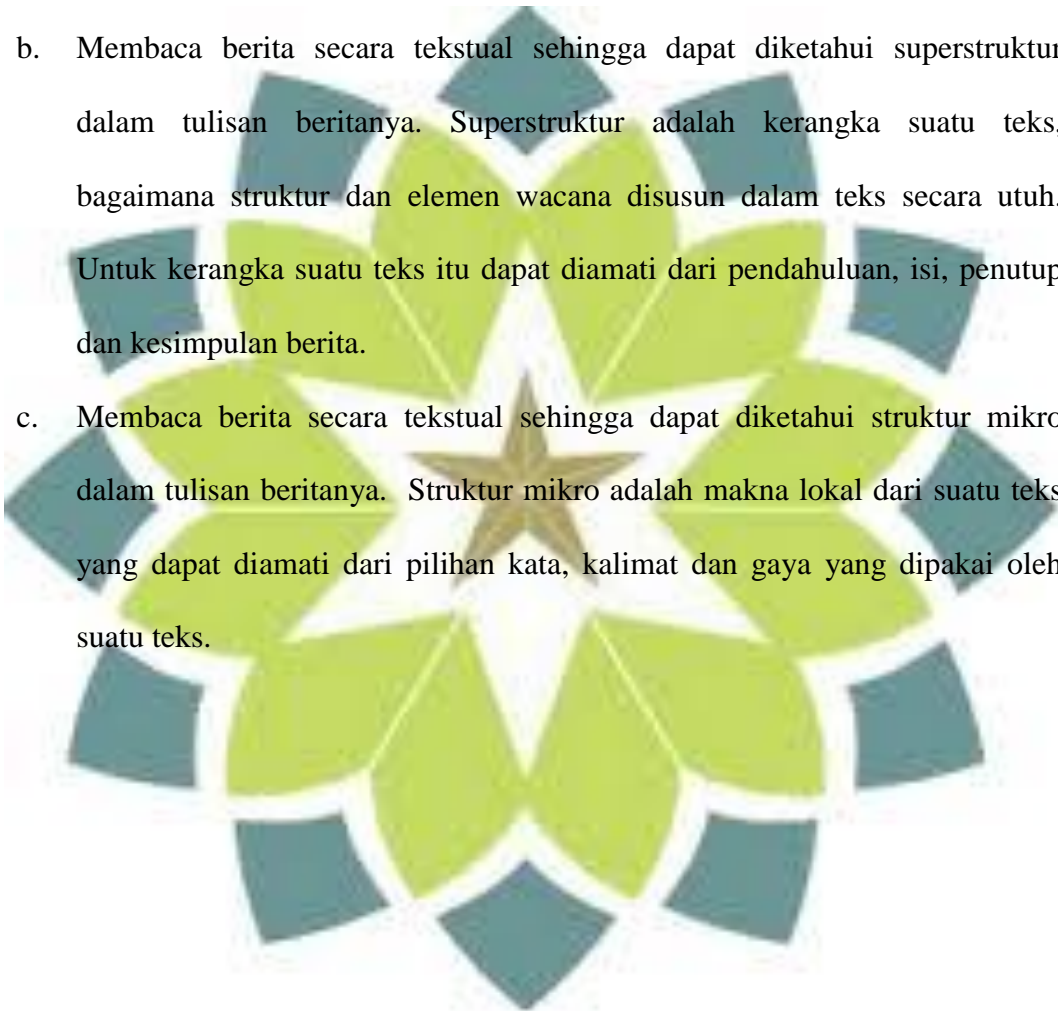 b. Membaca berita secara tekstual sehingga dapat diketahui superstruktur
dalam tulisan beritanya. Superstruktur adalah kerangka suatu teks,
bagaimana struktur dan elemen wacana disusun dalam teks secara utuh.
Untuk kerangka suatu teks itu dapat diamati dari pendahuluan, isi, penutup
dan kesimpulan berita.
c. Membaca berita secara tekstual sehingga dapat diketahui struktur mikro
dalam tulisan beritanya. Struktur mikro adalah makna lokal dari suatu teks
yang dapat diamati dari pilihan kata, kalimat dan gaya yang dipakai oleh
suatu teks.